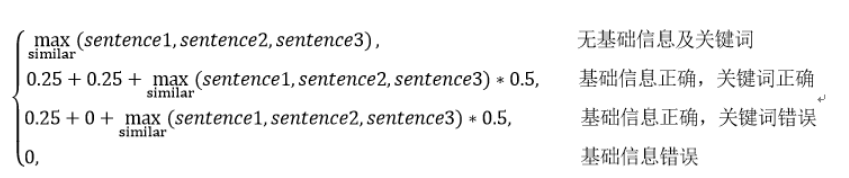 max similar (sentence1, sentence2, sentence3), 无基础信息及关键词
0.25 + 0.25 + max similar (sentence1, sentence2, sentence3) * 0.5, 基础信息正确，关键词正确
0.25 + 0 + max similar (sentence1, sentence2, sentence3) * 0.5, 基础信息正确，关键词错误
0, 基础信息错误